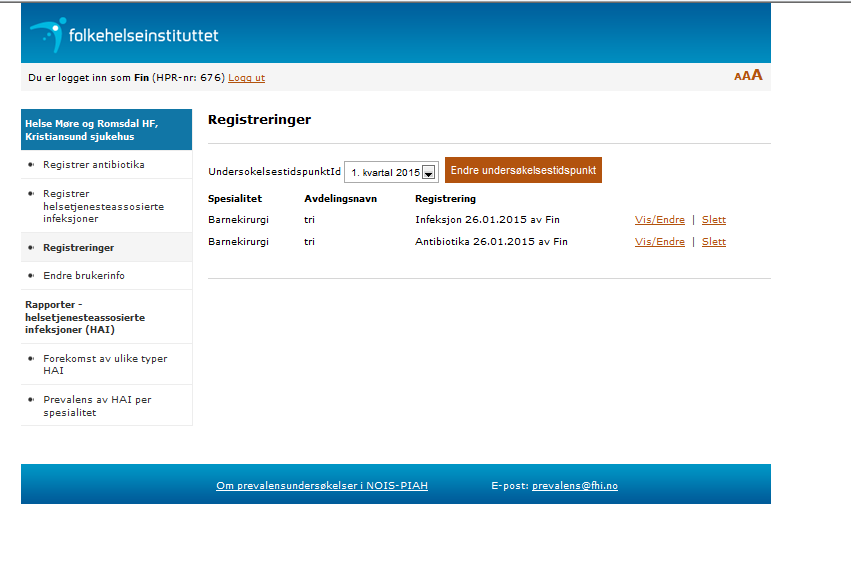 folkehelseinstituttet
Du er logget inn som Fin (HPR-nr: 676) Logg ut
AAA
Helse Møre og Romsdal HF,
Kristiansund sjukehus
Registrer antibiotika
Registrer
helsetjenesteassosierte
infeksjoner
Registreringer
Endre brukerinfo
Rapporter -
helsetjenesteassosierte
infeksjoner (HAI)
Forekomst av ulike typer
HAI
Prevalens av HAI per
spesialitet
Registreringer
UndersokelsestidspunktId 1. kvartal 2015 Endre undersøkelsestidspunkt
Spesialitet Avdelingsnavn Registrering
Barnekirurgi tri Infeksjon 26.01.2015 av Fin Vis/Endre | Slett
Barnekirurgi tri Antibiotika 26.01.2015 av Fin Vis/Endre | Slett
Om prevalensundersøkelser i NOIS-PIAH E-post: prevalens@fhi.no